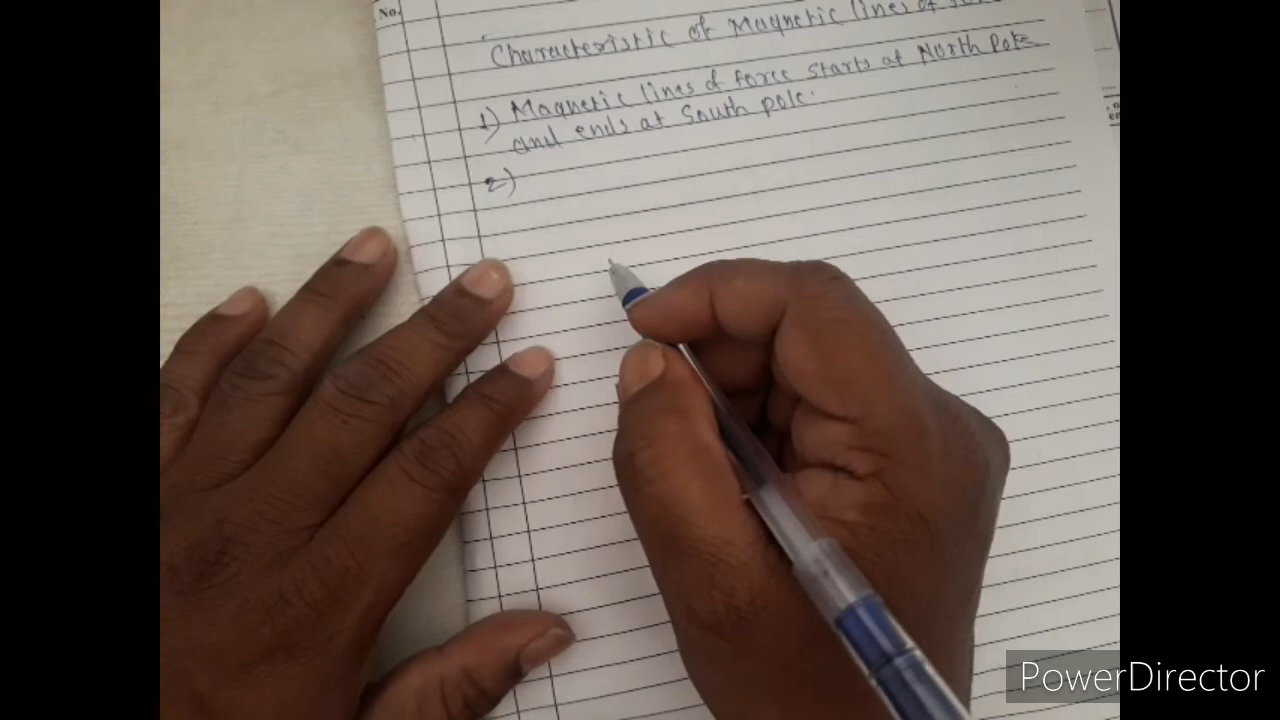 No.
Characteristic of Magnetic lines of force
1) Magnetic lines of force starts at North Pole
and ends at South pole.
2)
PowerDirector